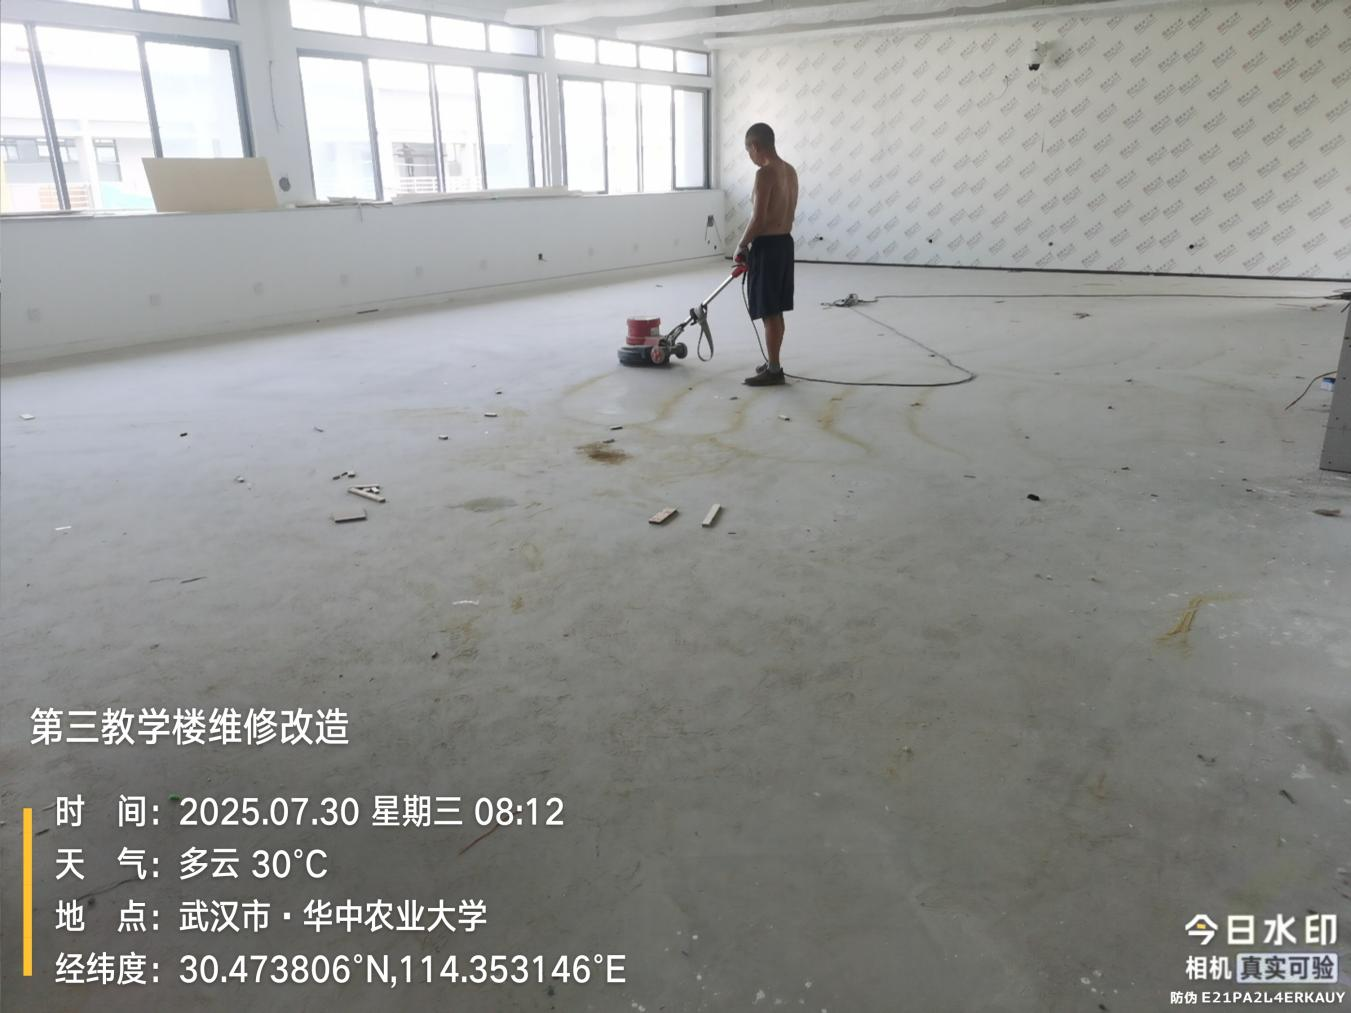 第三教学楼维修改造
时 间：2025.07.30 星期三 08:12
天 气：多云 30°C
地 点：武汉市·华中农业大学
经纬度：30.473806°N,114.353146°E
今日水印
相机 真实可验
防伪 E21PA2L4ERKAUY